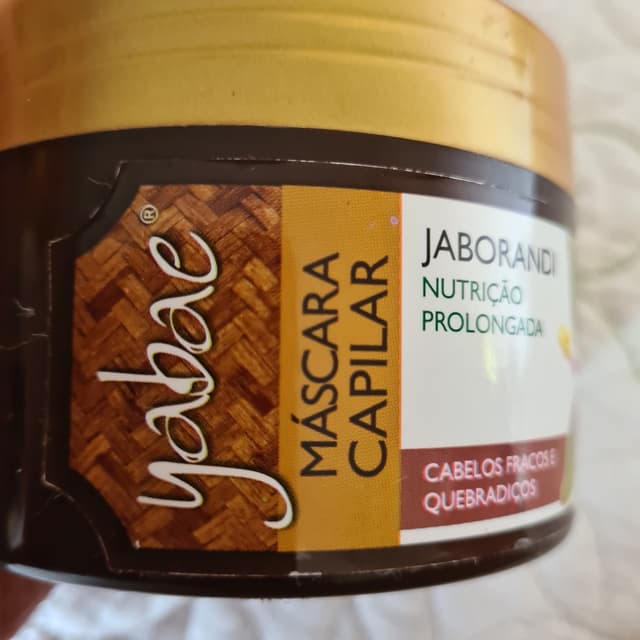 yabae®
MÁSCARA
CAPILAR
JABORANDI
NUTRIÇÃO
PROLONGADA
CABELOS FRACOS E
QUEBRADIÇOS